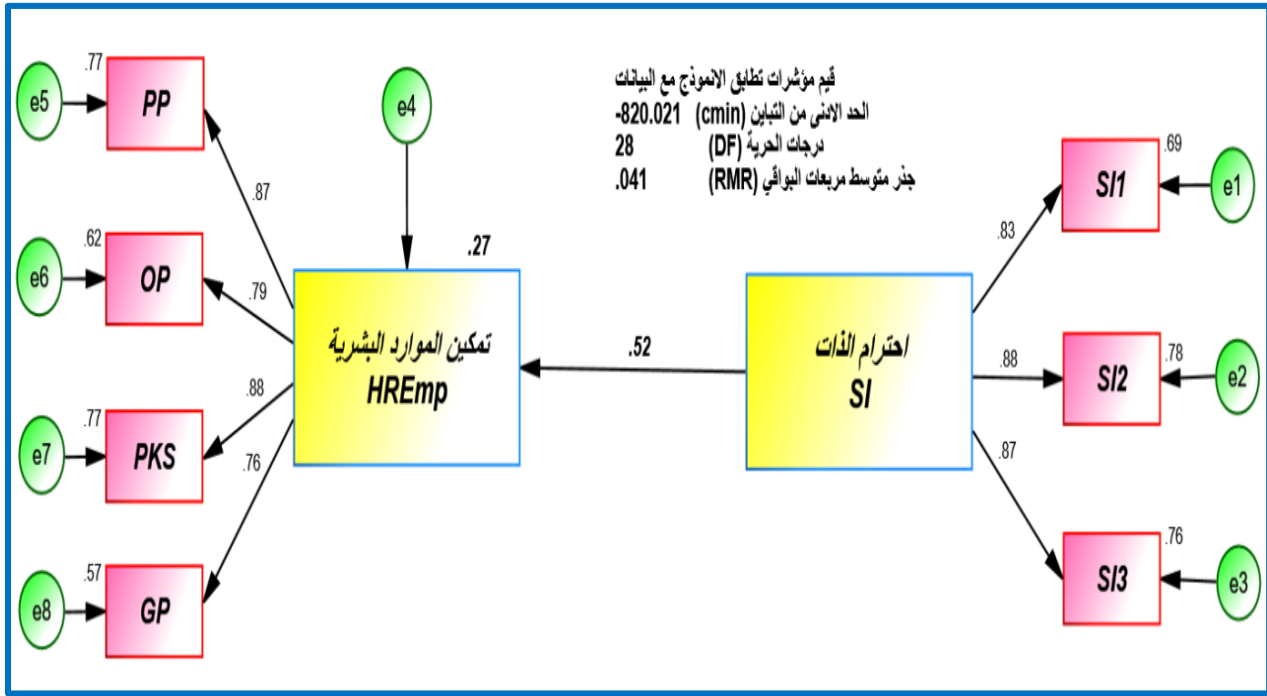 قيم مؤشرات تطابق الانموذج مع البيانات
الحد الادنى من التباين (cmin) 820.021-
درجات الحرية (DF) 28
جذر متوسط مربعات البواقي (RMR) .041
e5
.77
PP
.87
e6
.62
OP
.79
e7
.77
PKS
.88
e8
.57
GP
.76
e4
.27
تمكين الموارد البشرية
HREmp
.52
احترام الذات
SI
.83
.69
SI1
e1
.88
.78
SI2
e2
.87
.76
SI3
e3